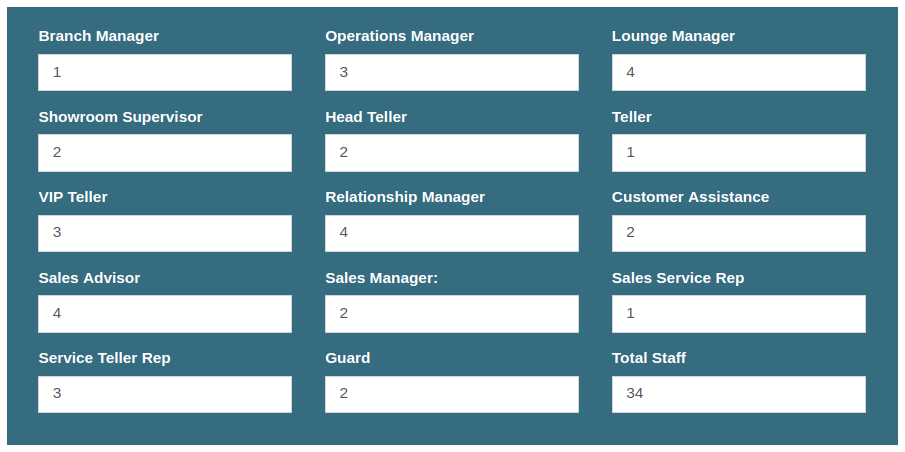 Branch Manager Operations Manager Lounge Manager
1 3 4
Showroom Supervisor Head Teller Teller
2 2 1
VIP Teller Relationship Manager Customer Assistance
3 4 2
Sales Advisor Sales Manager: Sales Service Rep
4 2 1
Service Teller Rep Guard Total Staff
3 2 34